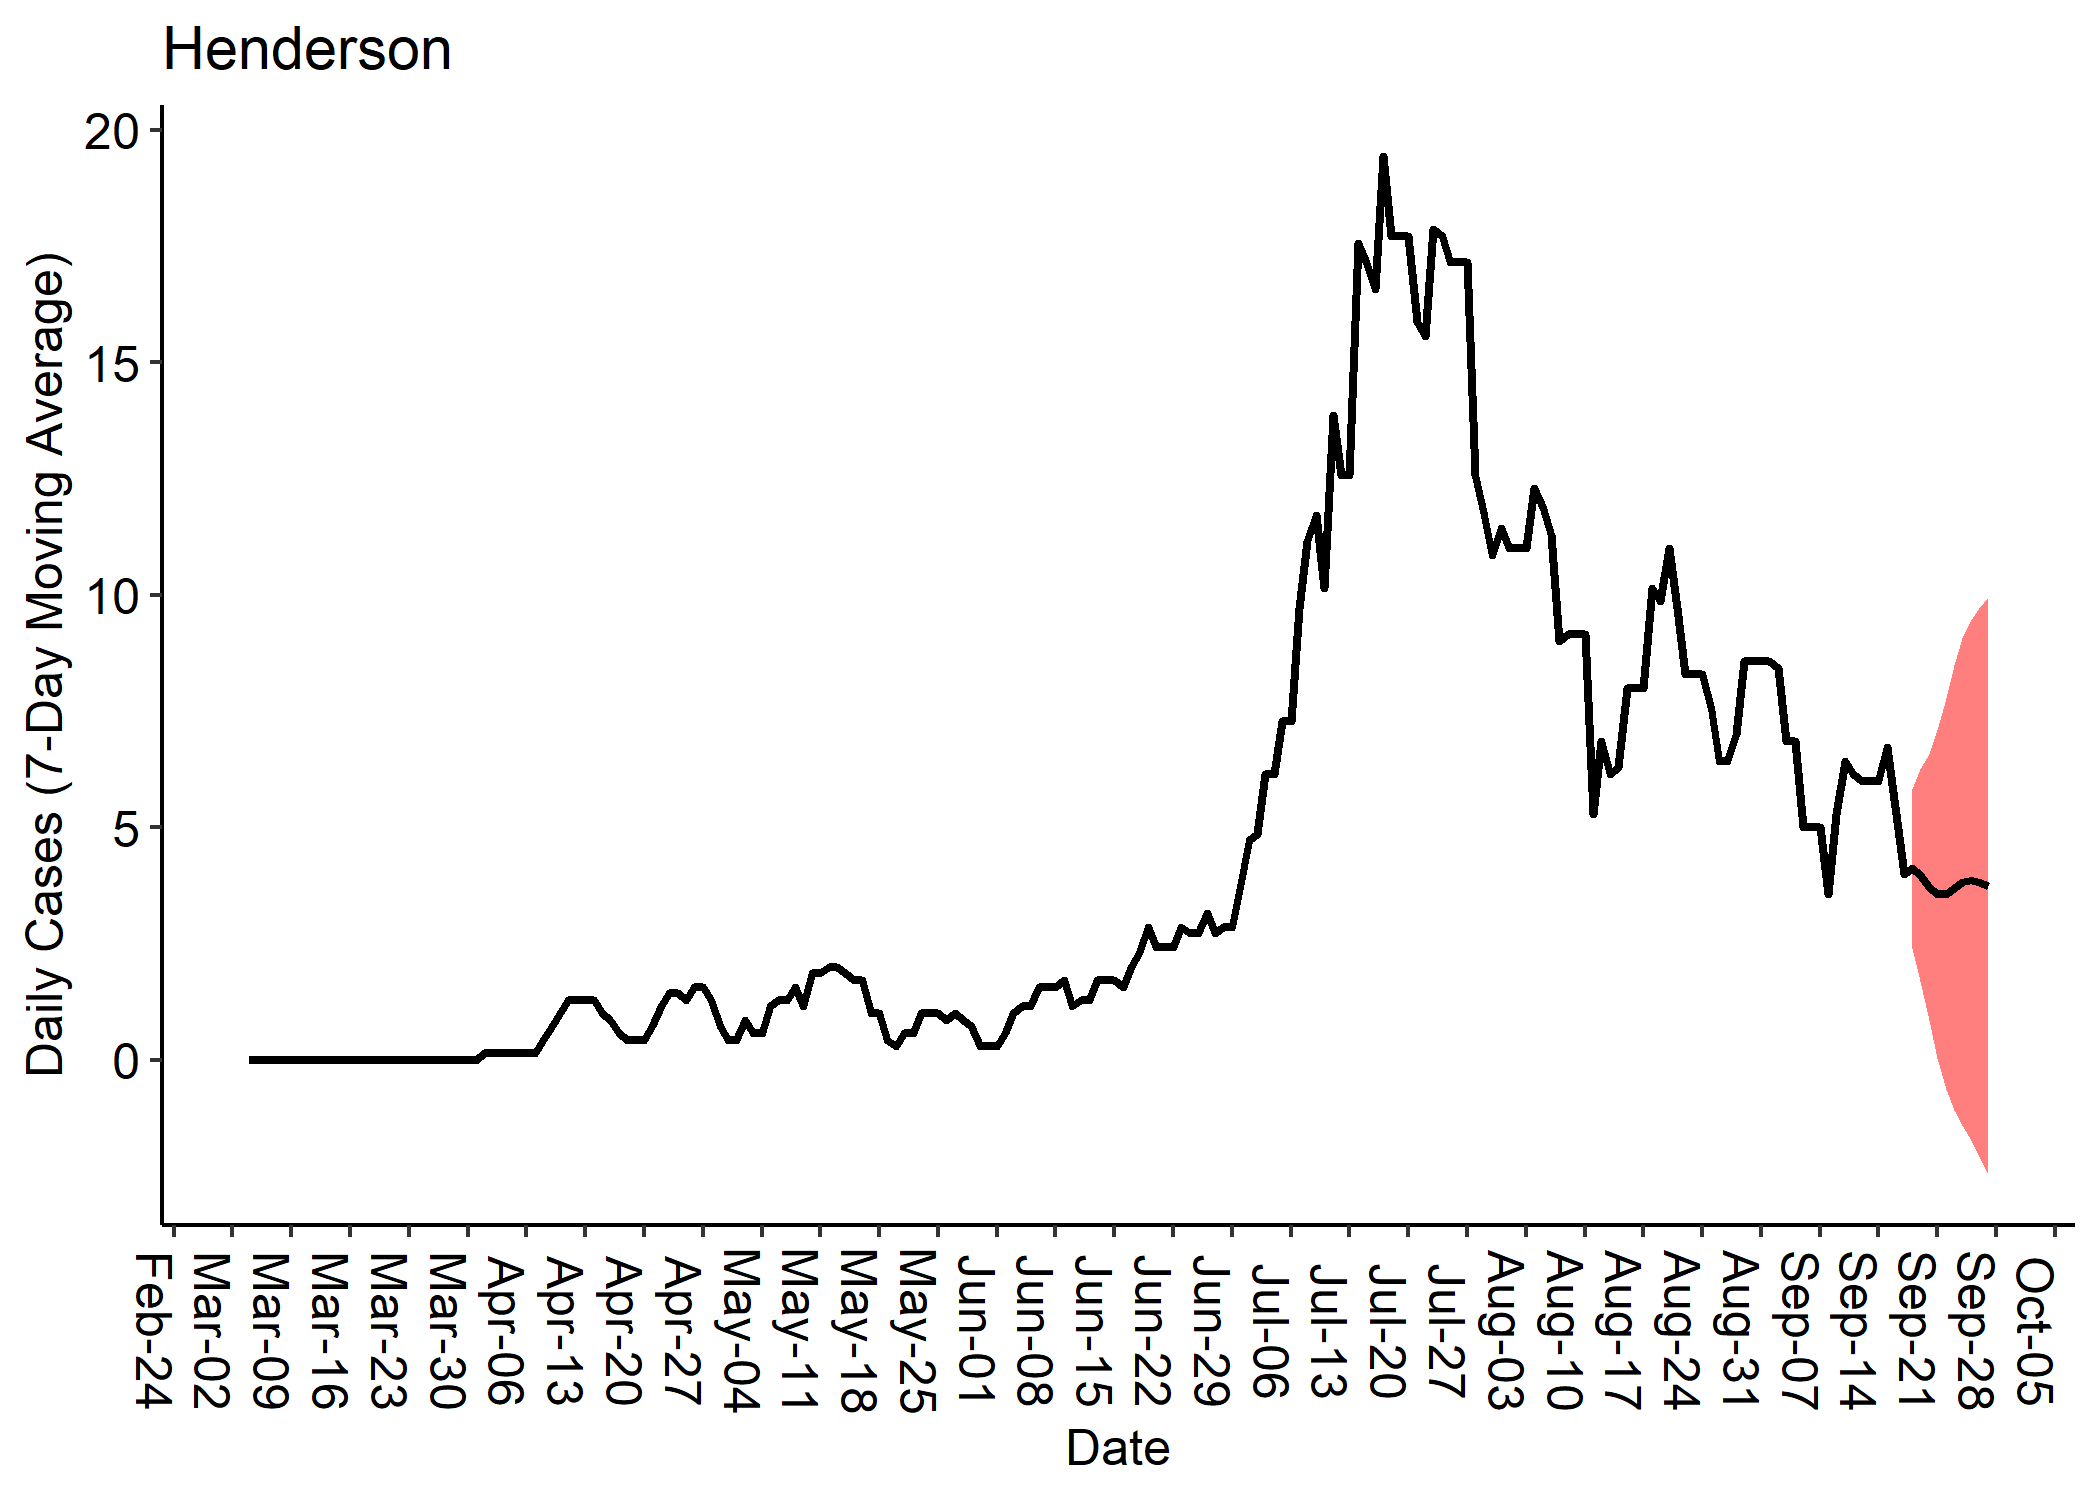 Henderson
Daily Cases (7-Day Moving Average)
20
15
10
5
0
Feb-24
Mar-02
Mar-09
Mar-16
Mar-23
Mar-30
Apr-06
Apr-13
Apr-20
Apr-27
May-04
May-11
May-18
May-25
Jun-01
Jun-08
Jun-15
Jun-22
Jun-29
Jul-06
Jul-13
Jul-20
Jul-27
Aug-03
Aug-10
Aug-17
Aug-24
Aug-31
Sep-07
Sep-14
Sep-21
Sep-28
Oct-05
Date